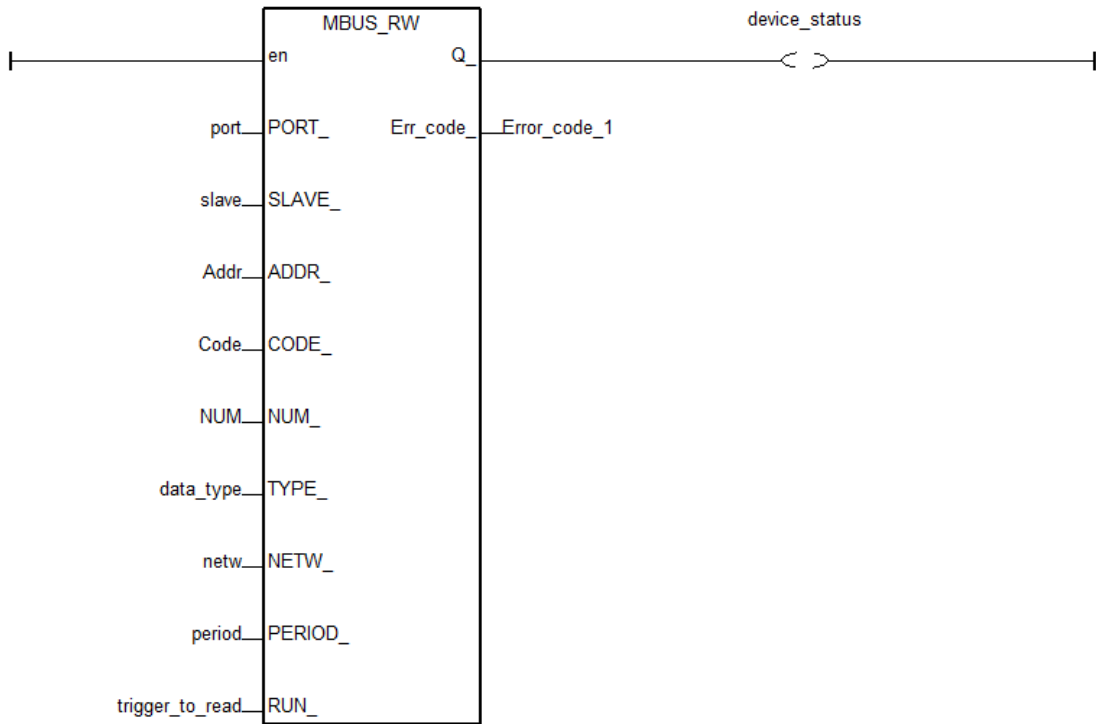 MBUS_RW
device_status
en
Q_
port
PORT_
Err_code_
Error_code_1
slave
SLAVE_
Addr
ADDR_
Code
CODE_
NUM
NUM_
data_type
TYPE_
netw
NETW_
period
PERIOD_
trigger_to_read
RUN_